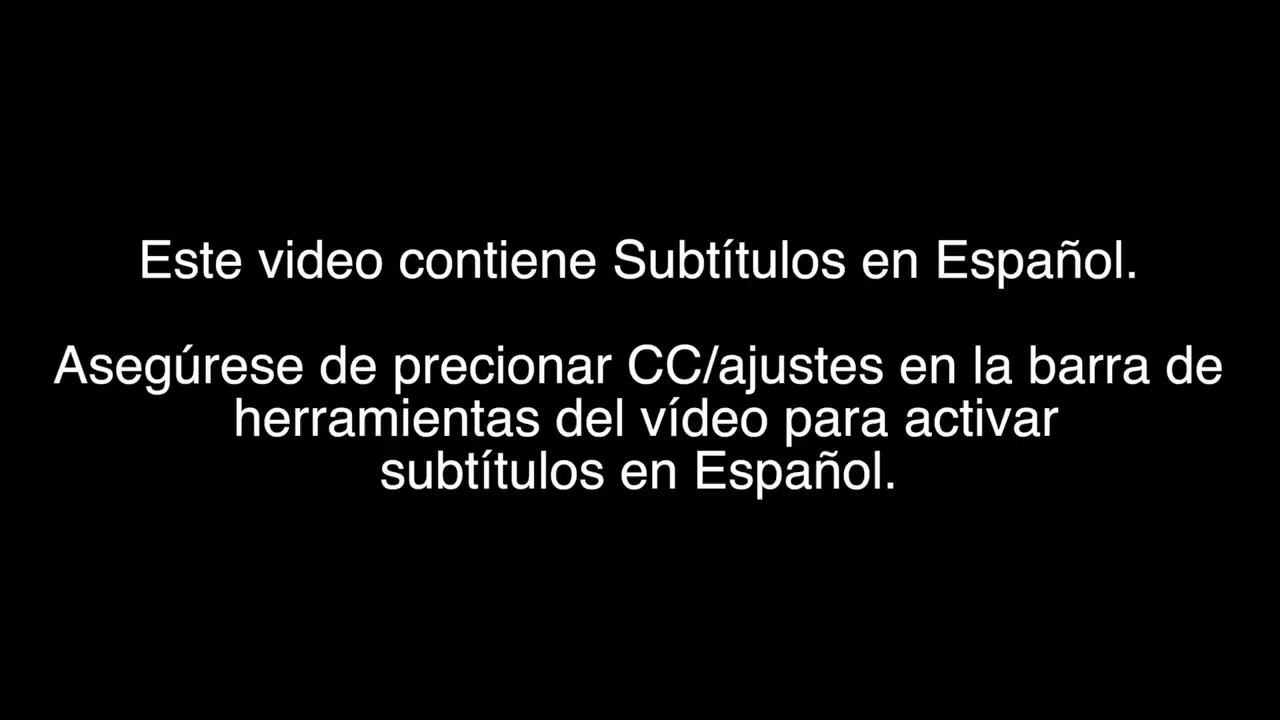 Este video contiene Subtítulos en Español.
Asegúrese de precionar CC/ajustes en la barra de
herramientas del vídeo para activar
subtítulos en Español.